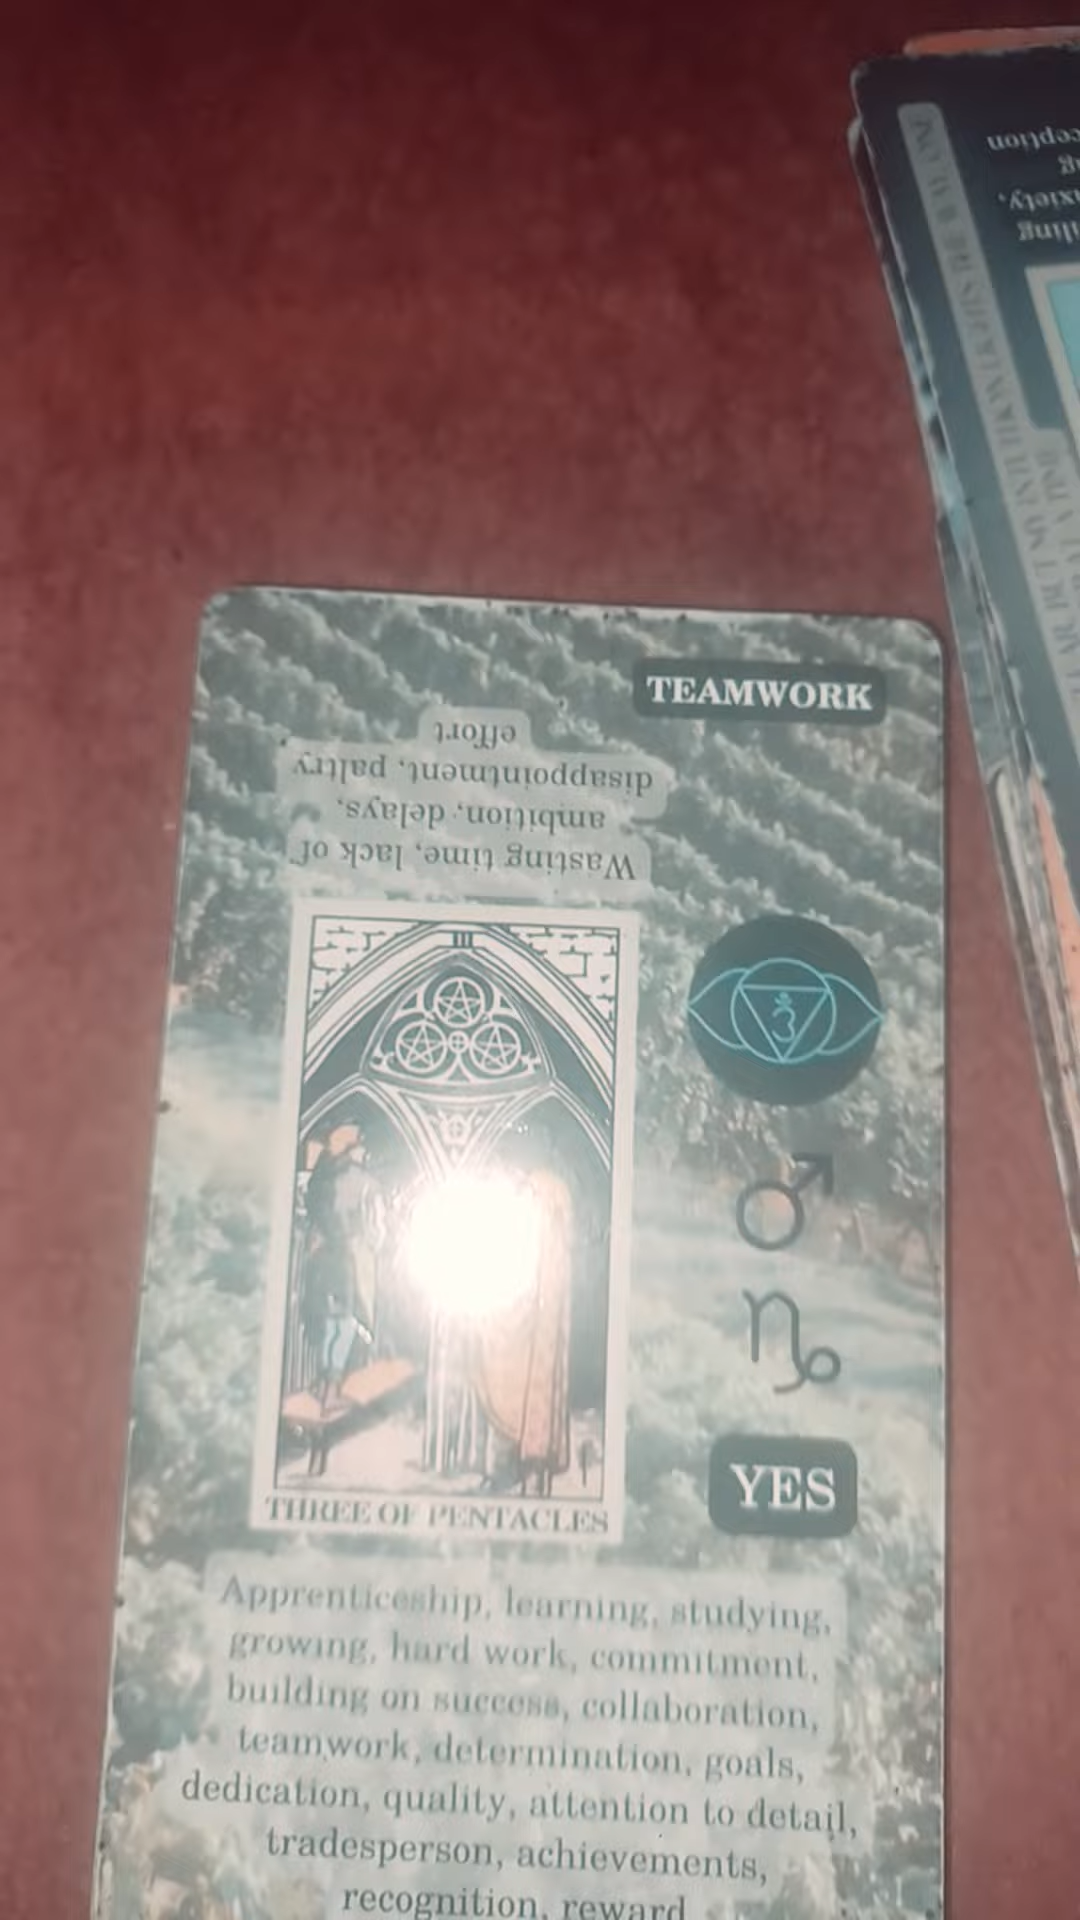 TEAMWORK
Wasting time, lack of
ambition, delays,
disappointment, paltry
effort
III
YES
THREE OF PENTACLES
Apprenticeship, learning, studying,
growing, hard work, commitment,
building on success, collaboration,
teamwork, determination, goals,
dedication, quality, attention to detail,
tradesperson, achievements,
recognition, reward